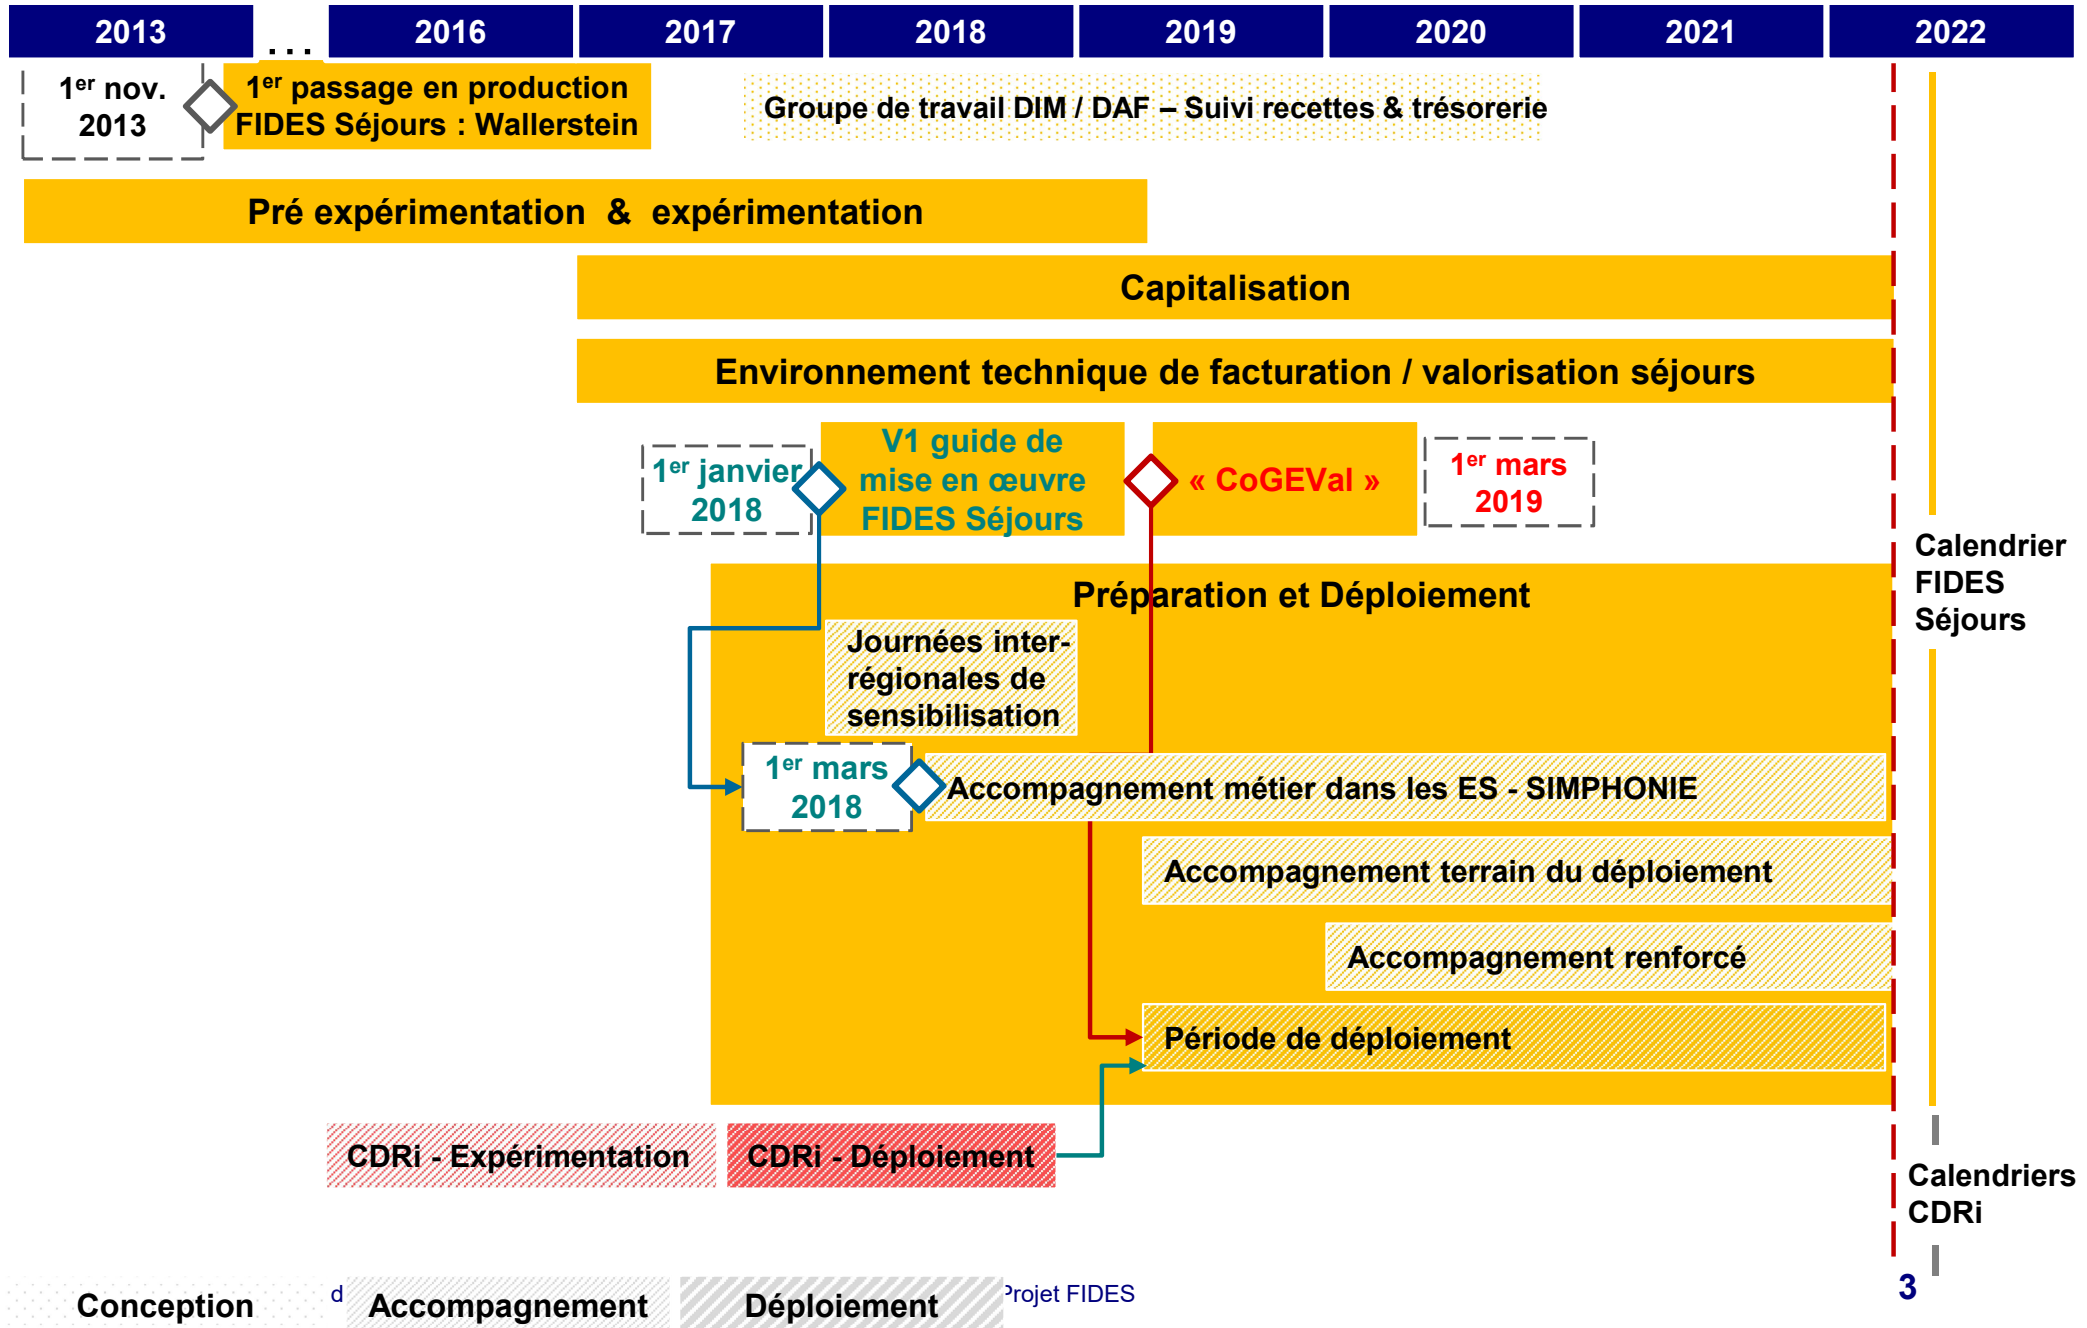 2013 ... 2016 2017 2018 2019 2020 2021 2022
1er nov.
2013
1er passage en production
FIDES Séjours : Wallerstein
Groupe de travail DIM / DAF – Suivi recettes & trésorerie
Pré expérimentation & expérimentation
Capitalisation
Environnement technique de facturation / valorisation séjours
1er janvier
2018
V1 guide de
mise en œuvre
FIDES Séjours
« CoGEVal »
1er mars
2019
Calendrier
FIDES
Séjours
Préparation et Déploiement
Journées inter-
régionales de
sensibilisation
1er mars
2018
Accompagnement métier dans les ES - SIMPHONIE
Accompagnement terrain du déploiement
Accompagnement renforcé
Période de déploiement
CDRi - Expérimentation
CDRi - Déploiement
Calendriers
CDRi
Conception
d
Accompagnement
Déploiement
Projet FIDES
3